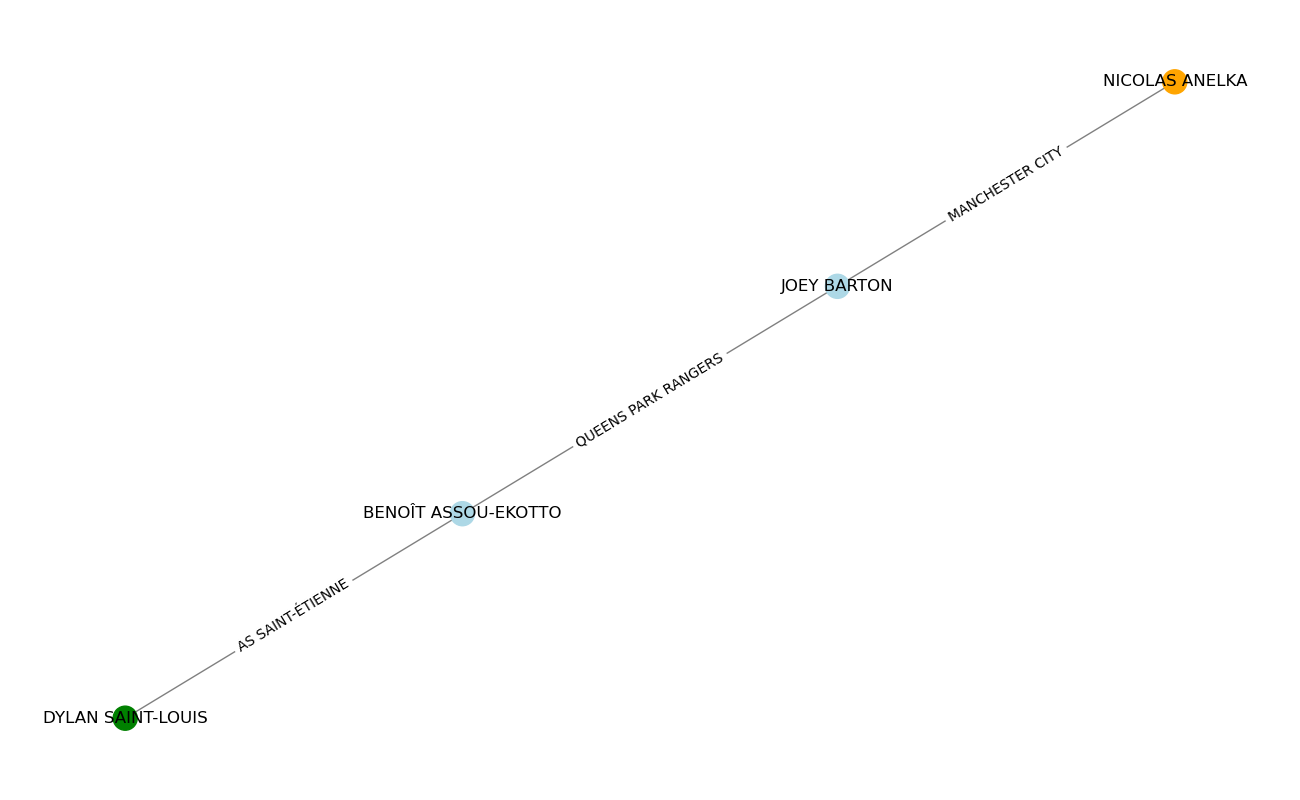 NICOLAS ANELKA
MANCHESTER CITY
JOEY BARTON
QUEENS PARK RANGERS
BENOÎT ASSOU-EKOTTO
AS SAINT-ÉTIENNE
DYLAN SAINT-LOUIS